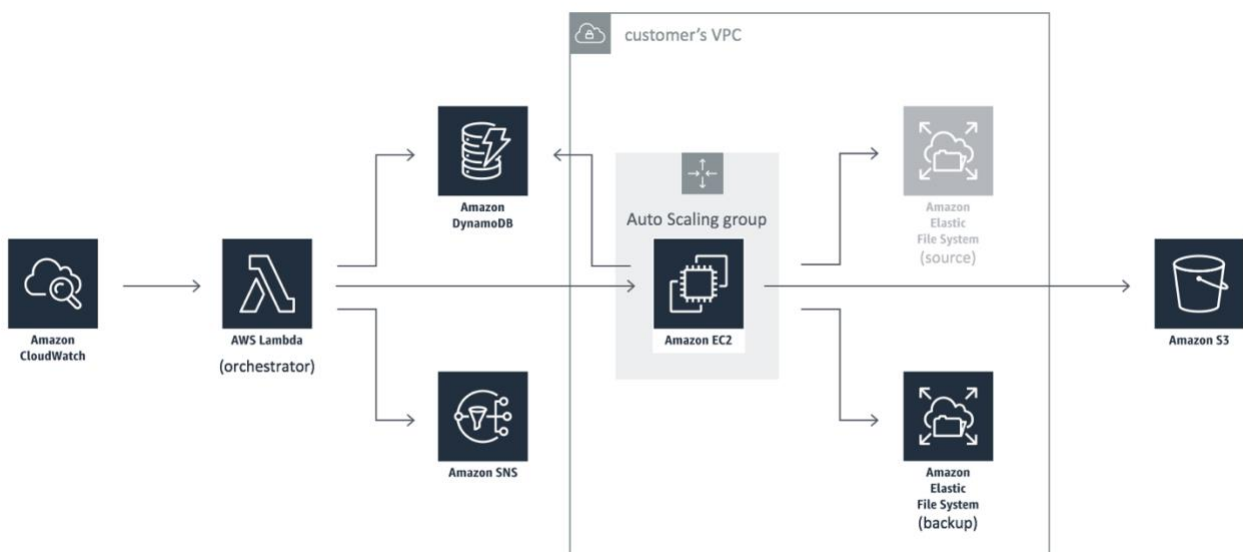 customer's VPC
Amazon
DynamoDB
Auto Scaling group
Amazon
Elastic
File System
(source)
Amazon
CloudWatch
AWS Lambda
(orchestrator)
Amazon EC2
Amazon S3
Amazon SNS
Amazon
Elastic
File System
(backup)